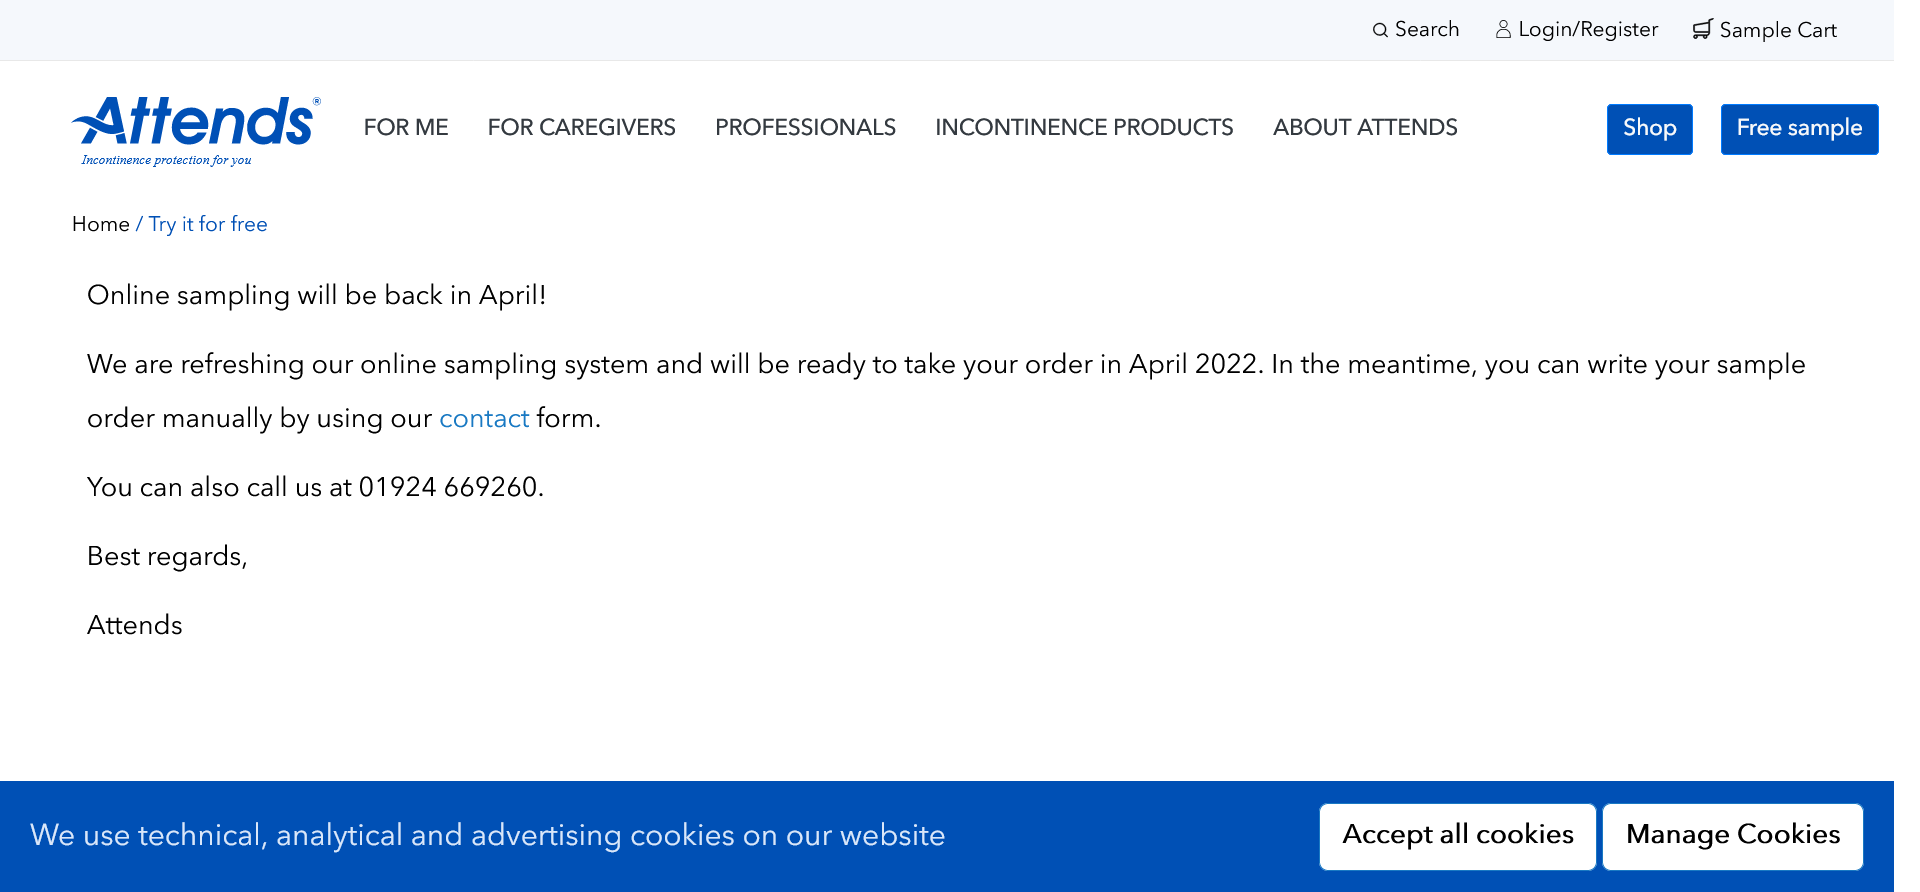 Search Login/Register Sample Cart
Attends®
Incontinence protection for you
FOR ME FOR CAREGIVERS PROFESSIONALS INCONTINENCE PRODUCTS ABOUT ATTENDS Shop Free sample
Home / Try it for free
Online sampling will be back in April!
We are refreshing our online sampling system and will be ready to take your order in April 2022. In the meantime, you can write your sample
order manually by using our contact form.
You can also call us at 01924 669260.
Best regards,
Attends
We use technical, analytical and advertising cookies on our website Accept all cookies Manage Cookies